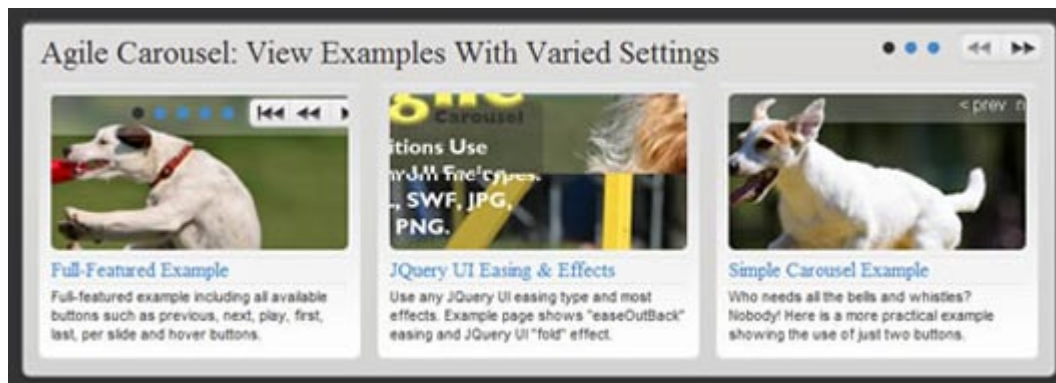 Agile Carousel: View Examples With Varied Settings
Carousel
itions Use
, SWF, JPG,
PNG.
< prev n
Full-Featured Example
Full-featured example including all available
buttons such as previous, next, play, first,
last, per slide and hover buttons.
JQuery UI Easing & Effects
Use any JQuery UI easing type and most
effects. Example page shows "easeOutBack"
easing and JQuery UI "fold" effect.
Simple Carousel Example
Who needs all the bells and whistles?
Nobody! Here is a more practical example
showing the use of just two buttons.